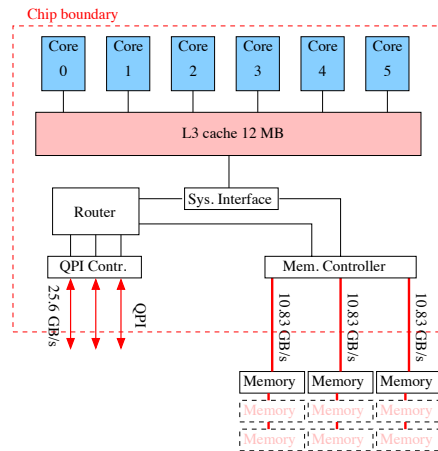 Chip boundary
Core Core Core Core Core Core
0 1 2 3 4 5
L3 cache 12 MB
Sys. Interface
Router
QPI Contr.
Mem. Controller
25.6 GB/s
QPI
10.83 GB/s
10.83 GB/s
10.83 GB/s
Memory Memory Memory
Memory Memory Memory
Memory Memory Memory